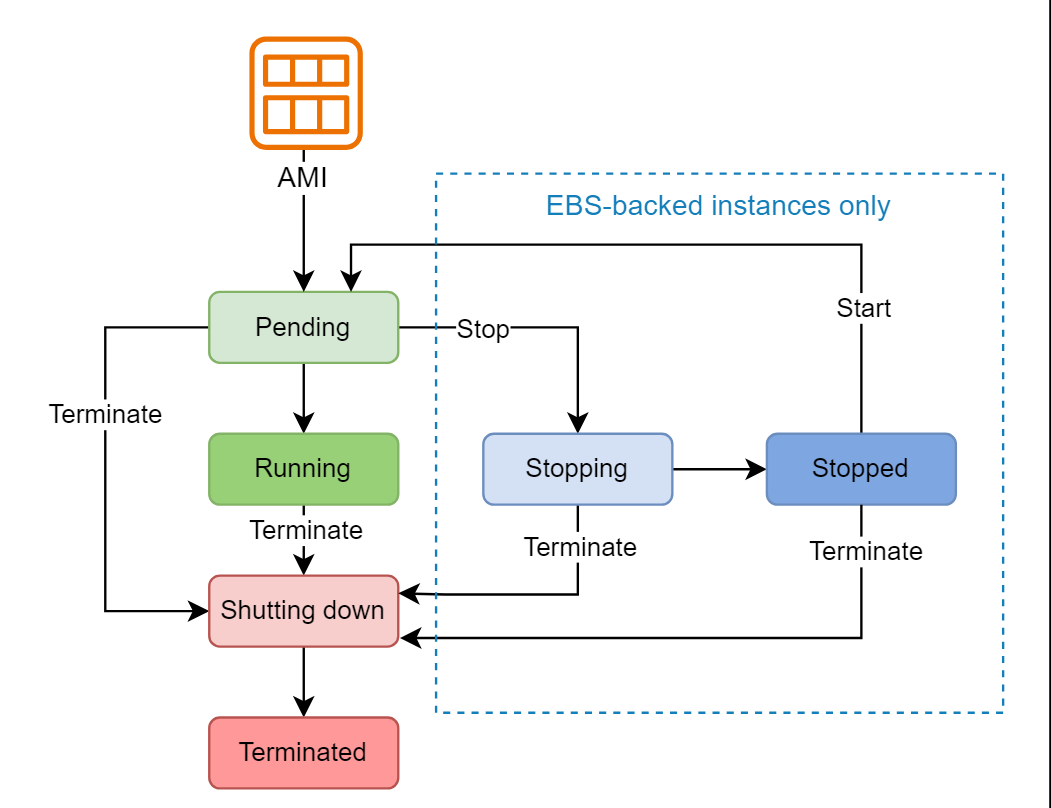 AMI
EBS-backed instances only
Start
Pending
Stop
Terminate
Running
Stopping
Stopped
Terminate
Terminate
Terminate
Shutting down
Terminated